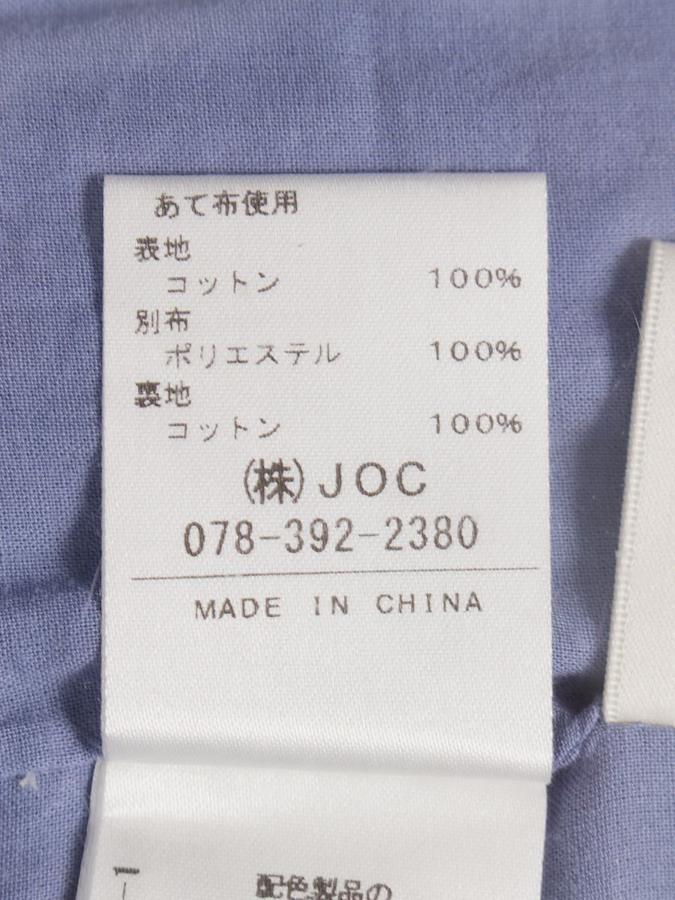 あて布使用
表地
コットン 100%
別布
ポリエステル 100%
裏地
コットン 100%
(株)JOC
078-392-2380
MADE IN CHINA
配色製品の